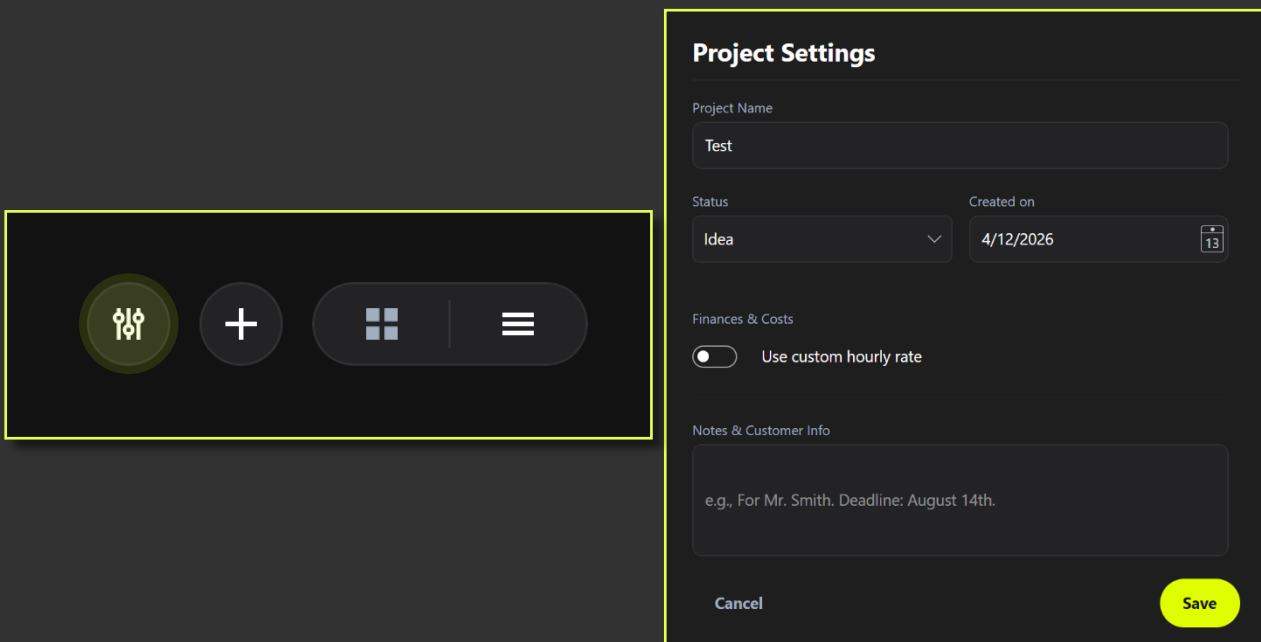 Project Settings
Project Name
Test
Status
Created on
Idea
4/12/2026
13
Finances & Costs
Use custom hourly rate
Notes & Customer Info
e.g., For Mr. Smith. Deadline: August 14th.
Cancel
Save